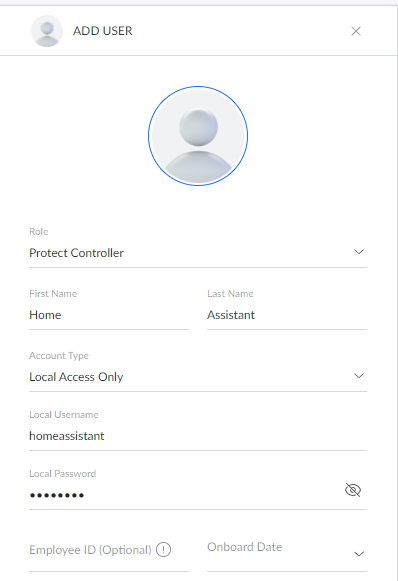 ADD USER
Role
Protect Controller
First Name
Last Name
Home
Assistant
Account Type
Local Access Only
Local Username
homeassistant
Local Password
••••••••
Employee ID (Optional)
Onboard Date